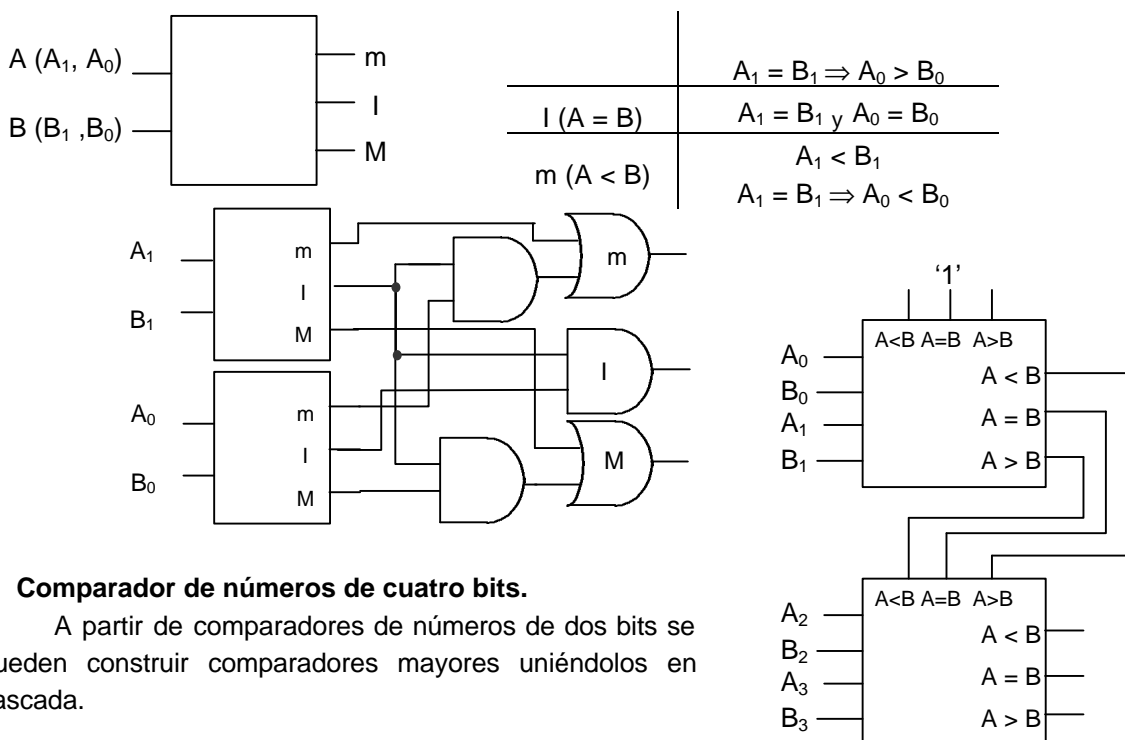 A (A₁, A₀)
B (B₁ ,B₀)
m
I
M
A₁ = B₁ ⇒ A₀ > B₀
I (A = B)
A₁ = B₁ y A₀ = B₀
m (A < B)
A₁ < B₁
A₁ = B₁ ⇒ A₀ < B₀
A₁
B₁
m
I
M
A₀
B₀
m
I
M
m
I
M
'1'
A<B A=B A>B
A₀
B₀
A₁
B₁
A < B
A = B
A > B
A<B A=B A>B
A₂
B₂
A₃
B₃
A < B
A = B
A > B
Comparador de números de cuatro bits.
A partir de comparadores de números de dos bits se
ueden construir comparadores mayores uniéndolos en
ascada.